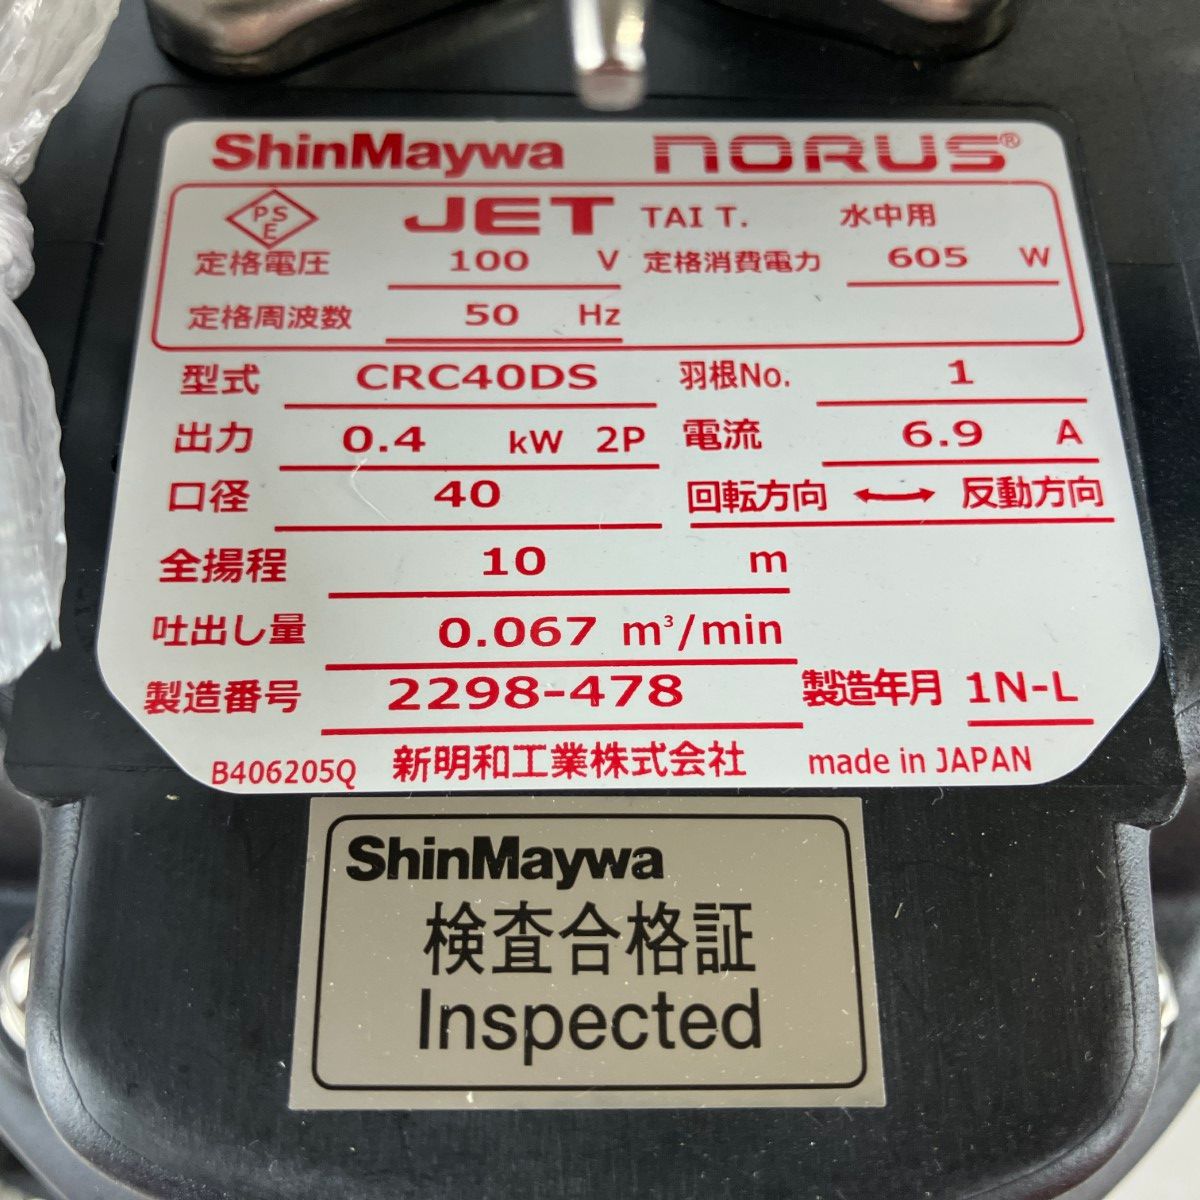 ShinMaywa NORUS®
PSE JET TAI T. 水中用
定格電圧 100 V 定格消費電力 605 W
定格周波数 50 Hz
型式 CRC40DS 羽根No. 1
出力 0.4 kW 2P 電流 6.9 A
口径 40 回転方向 ⟷ 反動方向
全揚程 10 m
吐出し量 0.067 m³/min
製造番号 2298-478 製造年月 1N-L
B406205Q 新明和工業株式会社 made in JAPAN
ShinMaywa
検査合格証
Inspected